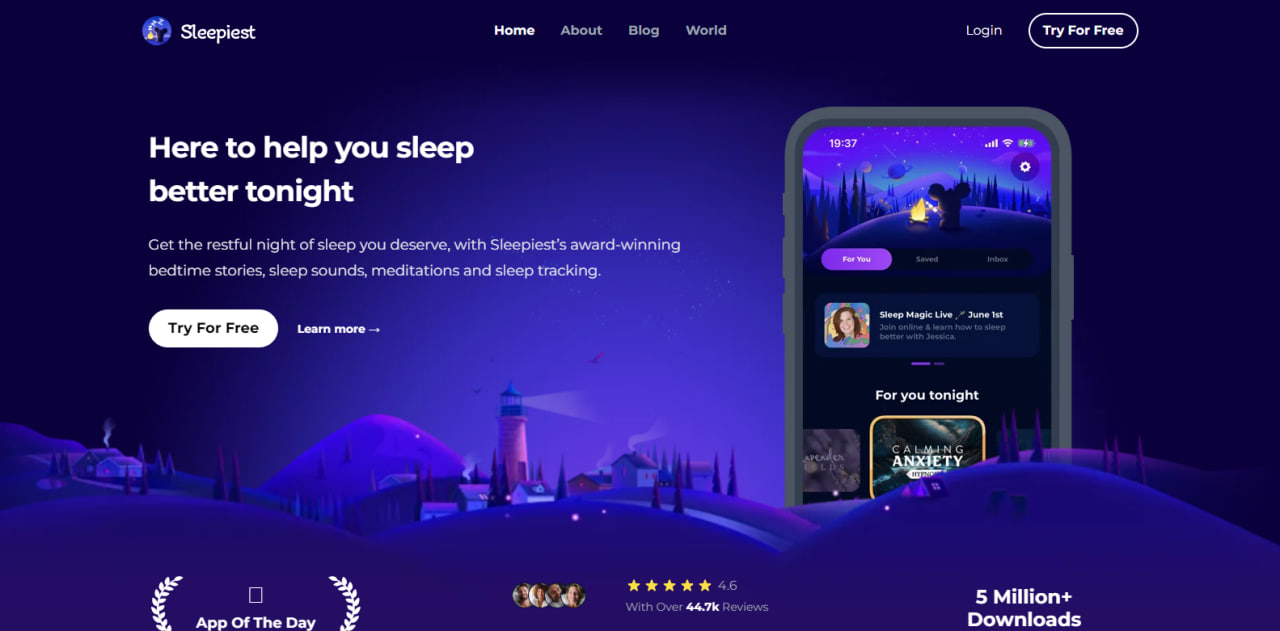 Sleepiest
Home
About
Blog
World
Login
Try For Free
Here to help you sleep
better tonight
Get the restful night of sleep you deserve, with Sleepiest's award-winning
bedtime stories, sleep sounds, meditations and sleep tracking.
Try For Free
Learn more →
19:37
For You
Saved
Inbox
Sleep Magic Live 🪄 June 1st
Join online & learn how to sleep
better with Jessica.
For you tonight
CALMING
ANXIETY
App Of The Day
4.6
With Over 44.7k Reviews
5 Million+
Downloads